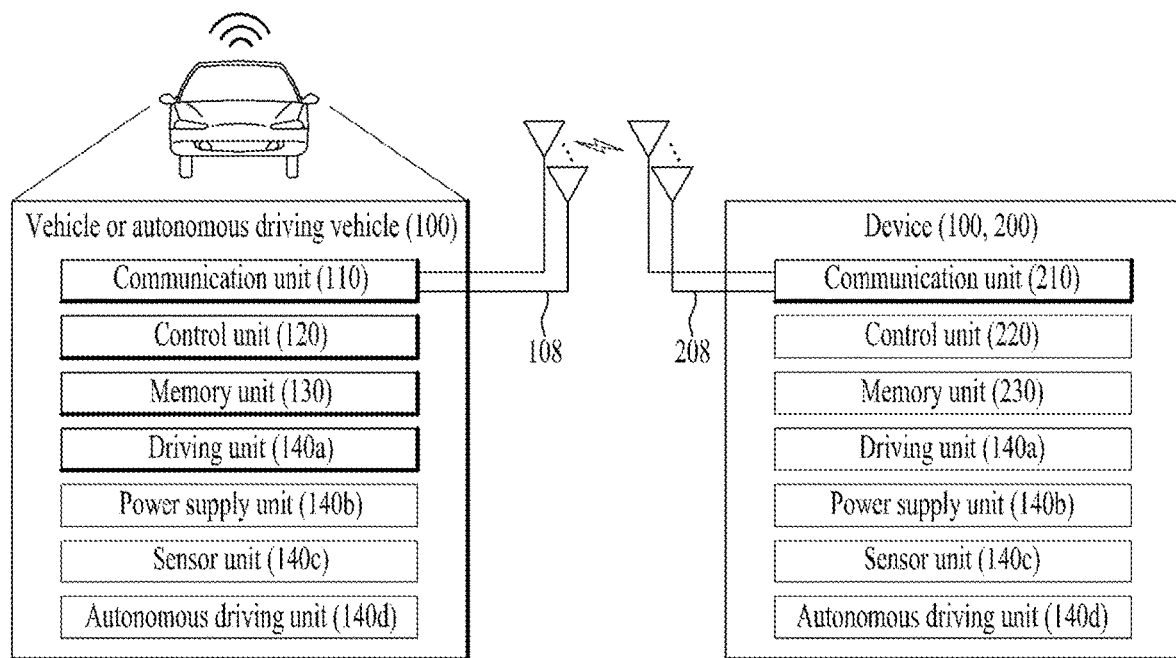 Vehicle or autonomous driving vehicle (100)
Communication unit (110)
Control unit (120)
Memory unit (130)
Driving unit (140a)
Power supply unit (140b)
Sensor unit (140c)
Autonomous driving unit (140d)
108
208
Device (100, 200)
Communication unit (210)
Control unit (220)
Memory unit (230)
Driving unit (140a)
Power supply unit (140b)
Sensor unit (140c)
Autonomous driving unit (140d)